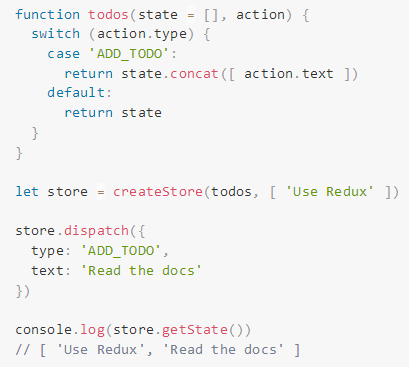 function todos(state = [], action) {
  switch (action.type) {
    case 'ADD_TODO':
      return state.concat([ action.text ])
    default:
      return state
  }
}

let store = createStore(todos, [ 'Use Redux' ])

store.dispatch({
  type: 'ADD_TODO',
  text: 'Read the docs'
})

console.log(store.getState())
// [ 'Use Redux', 'Read the docs' ]